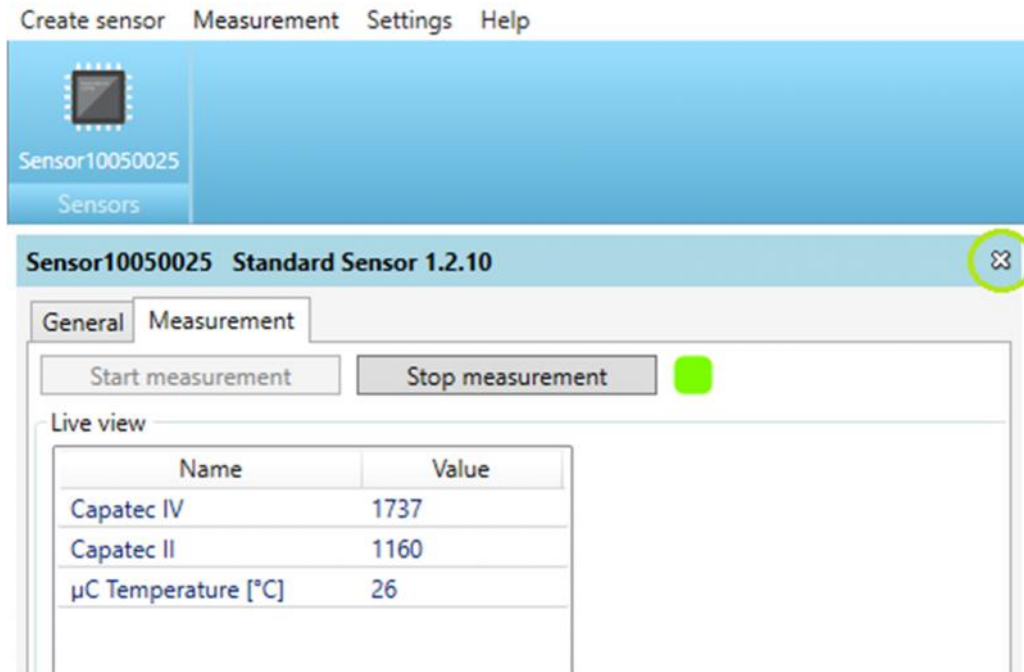 Create sensor Measurement Settings Help
Sensor10050025
Sensors
Sensor10050025 Standard Sensor 1.2.10
General Measurement
Start measurement Stop measurement
Live view
Name Value
Capatec IV 1737
Capatec II 1160
µC Temperature [°C] 26